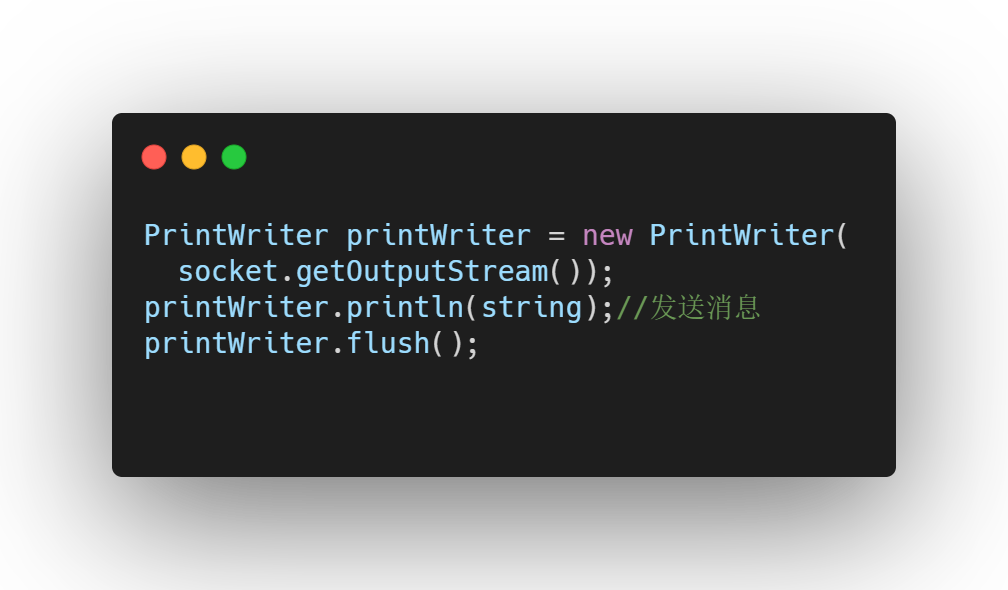 PrintWriter printWriter = new PrintWriter(
  socket.getOutputStream());
printWriter.println(string);//发送消息
printWriter.flush();